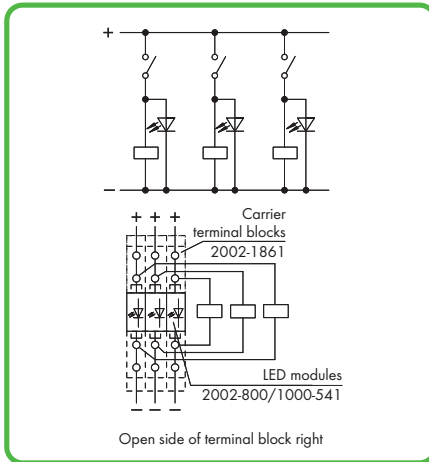 +
−
+ + +
Carrier
terminal blocks
2002-1861
LED modules
2002-800/1000-541
− − −
Open side of terminal block right